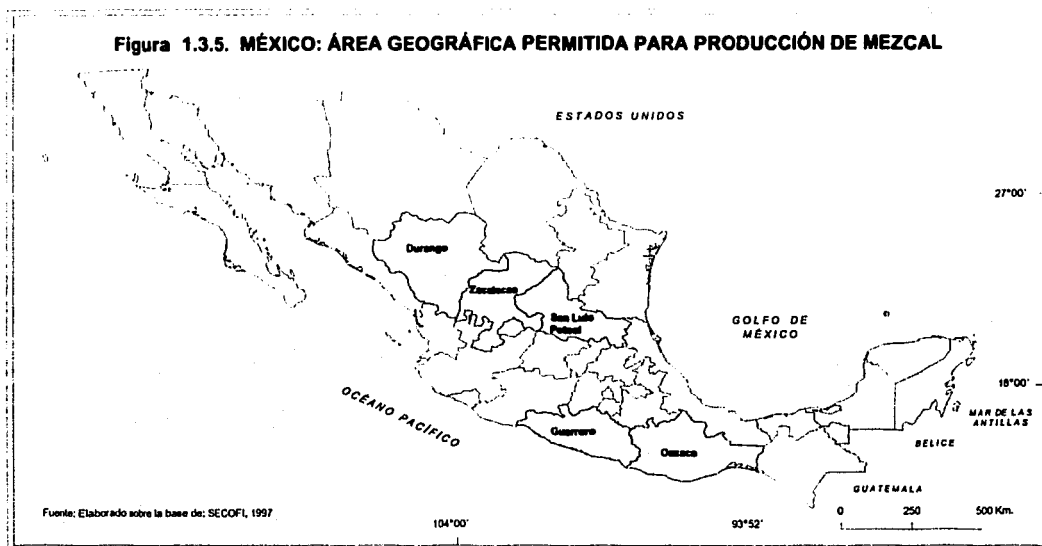 Figura 1.3.5. MÉXICO: ÁREA GEOGRÁFICA PERMITIDA PARA PRODUCCIÓN DE MEZCAL
ESTADOS UNIDOS
27°00'
Durango
Zacatecas
San Luis
Potosí
GOLFO DE
MÉXICO
18°00'
OCÉANO PACÍFICO
MAR DE LAS
ANTILLAS
Guerrero
Oaxaca
BELICE
GUATEMALA
Fuente: Elaborado sobre la base de: SECOFI, 1997
104°00'
93°52'
0 250 500 Km.